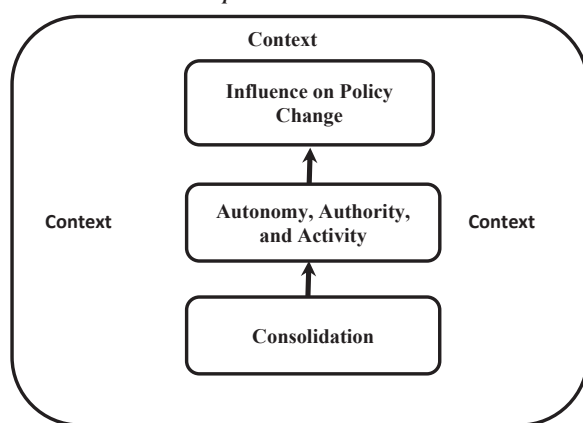 Context
Influence on Policy
Change
Autonomy, Authority,
and Activity
Context
Context
Consolidation